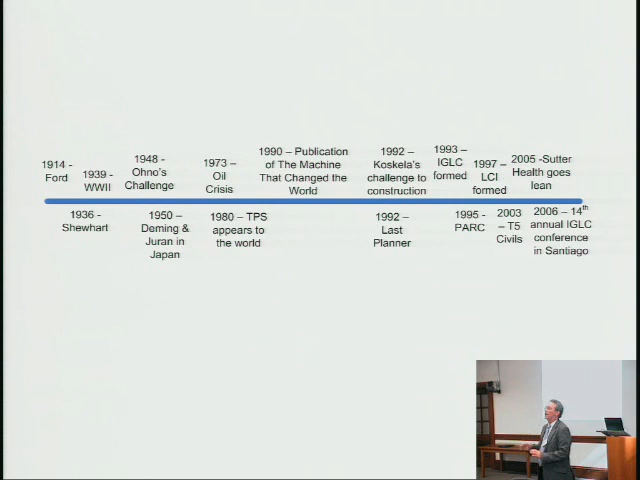 1914 -
Ford
1939 -
WWII
1948 -
Ohno's
Challenge
1973 –
Oil
Crisis
1990 – Publication
of The Machine
That Changed the
World
1992 –
Koskela's
challenge to
construction
1993 –
IGLC
formed
1997 –
LCI
formed
2005 -Sutter
Health goes
lean
1936 -
Shewhart
1950 –
Deming &
Juran in
Japan
1980 – TPS
appears to
the world
1992 –
Last
Planner
1995 -
PARC
2003
– T5
Civils
2006 – 14th
annual IGLC
conference
in Santiago